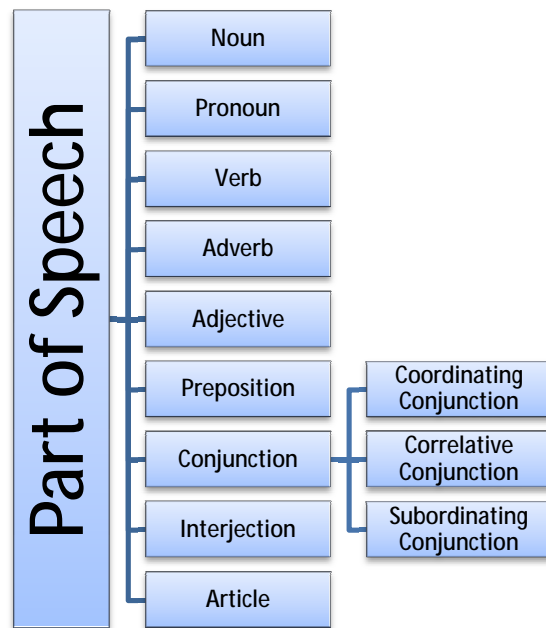 Part of Speech
Noun
Pronoun
Verb
Adverb
Adjective
Preposition
Conjunction
Interjection
Article
Coordinating
Conjunction
Correlative
Conjunction
Subordinating
Conjunction